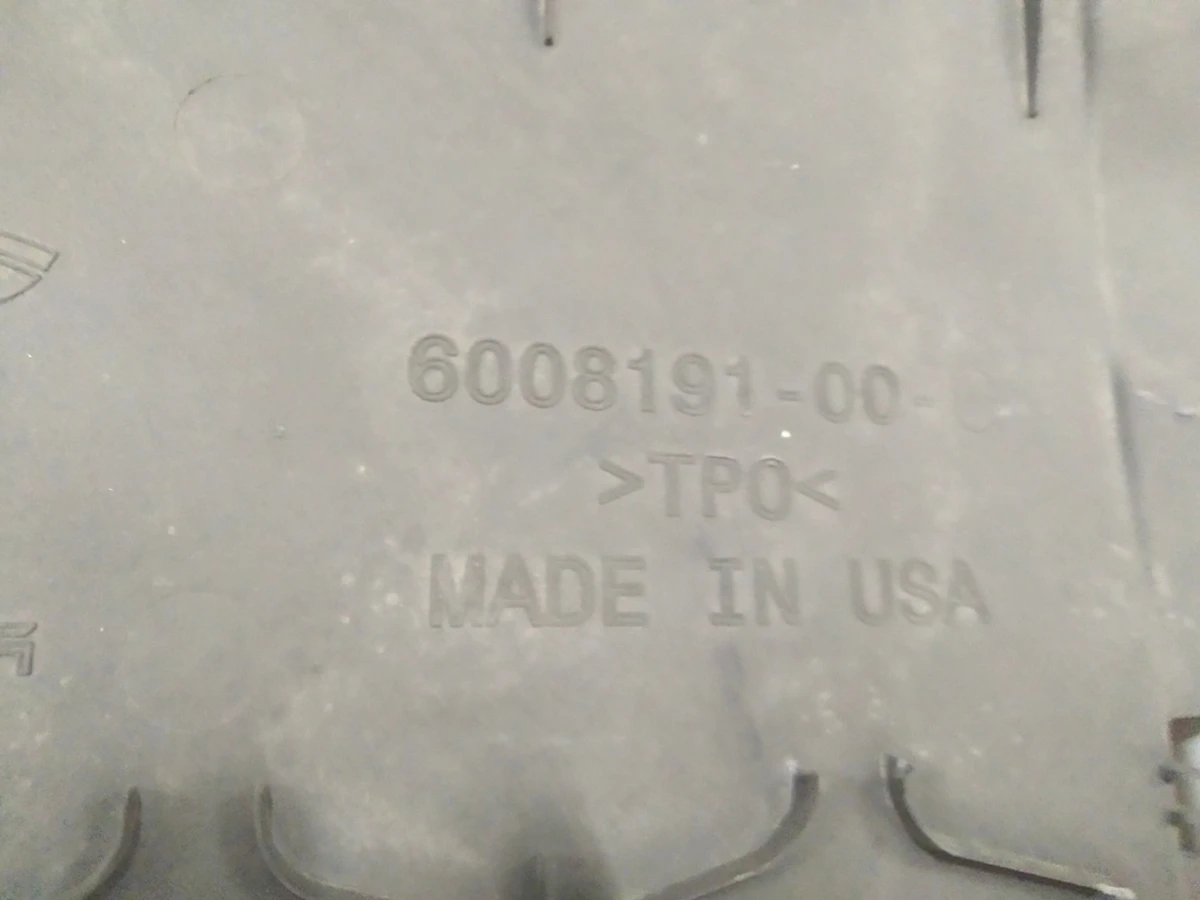 6008191-00-
>TPO<
MADE IN USA